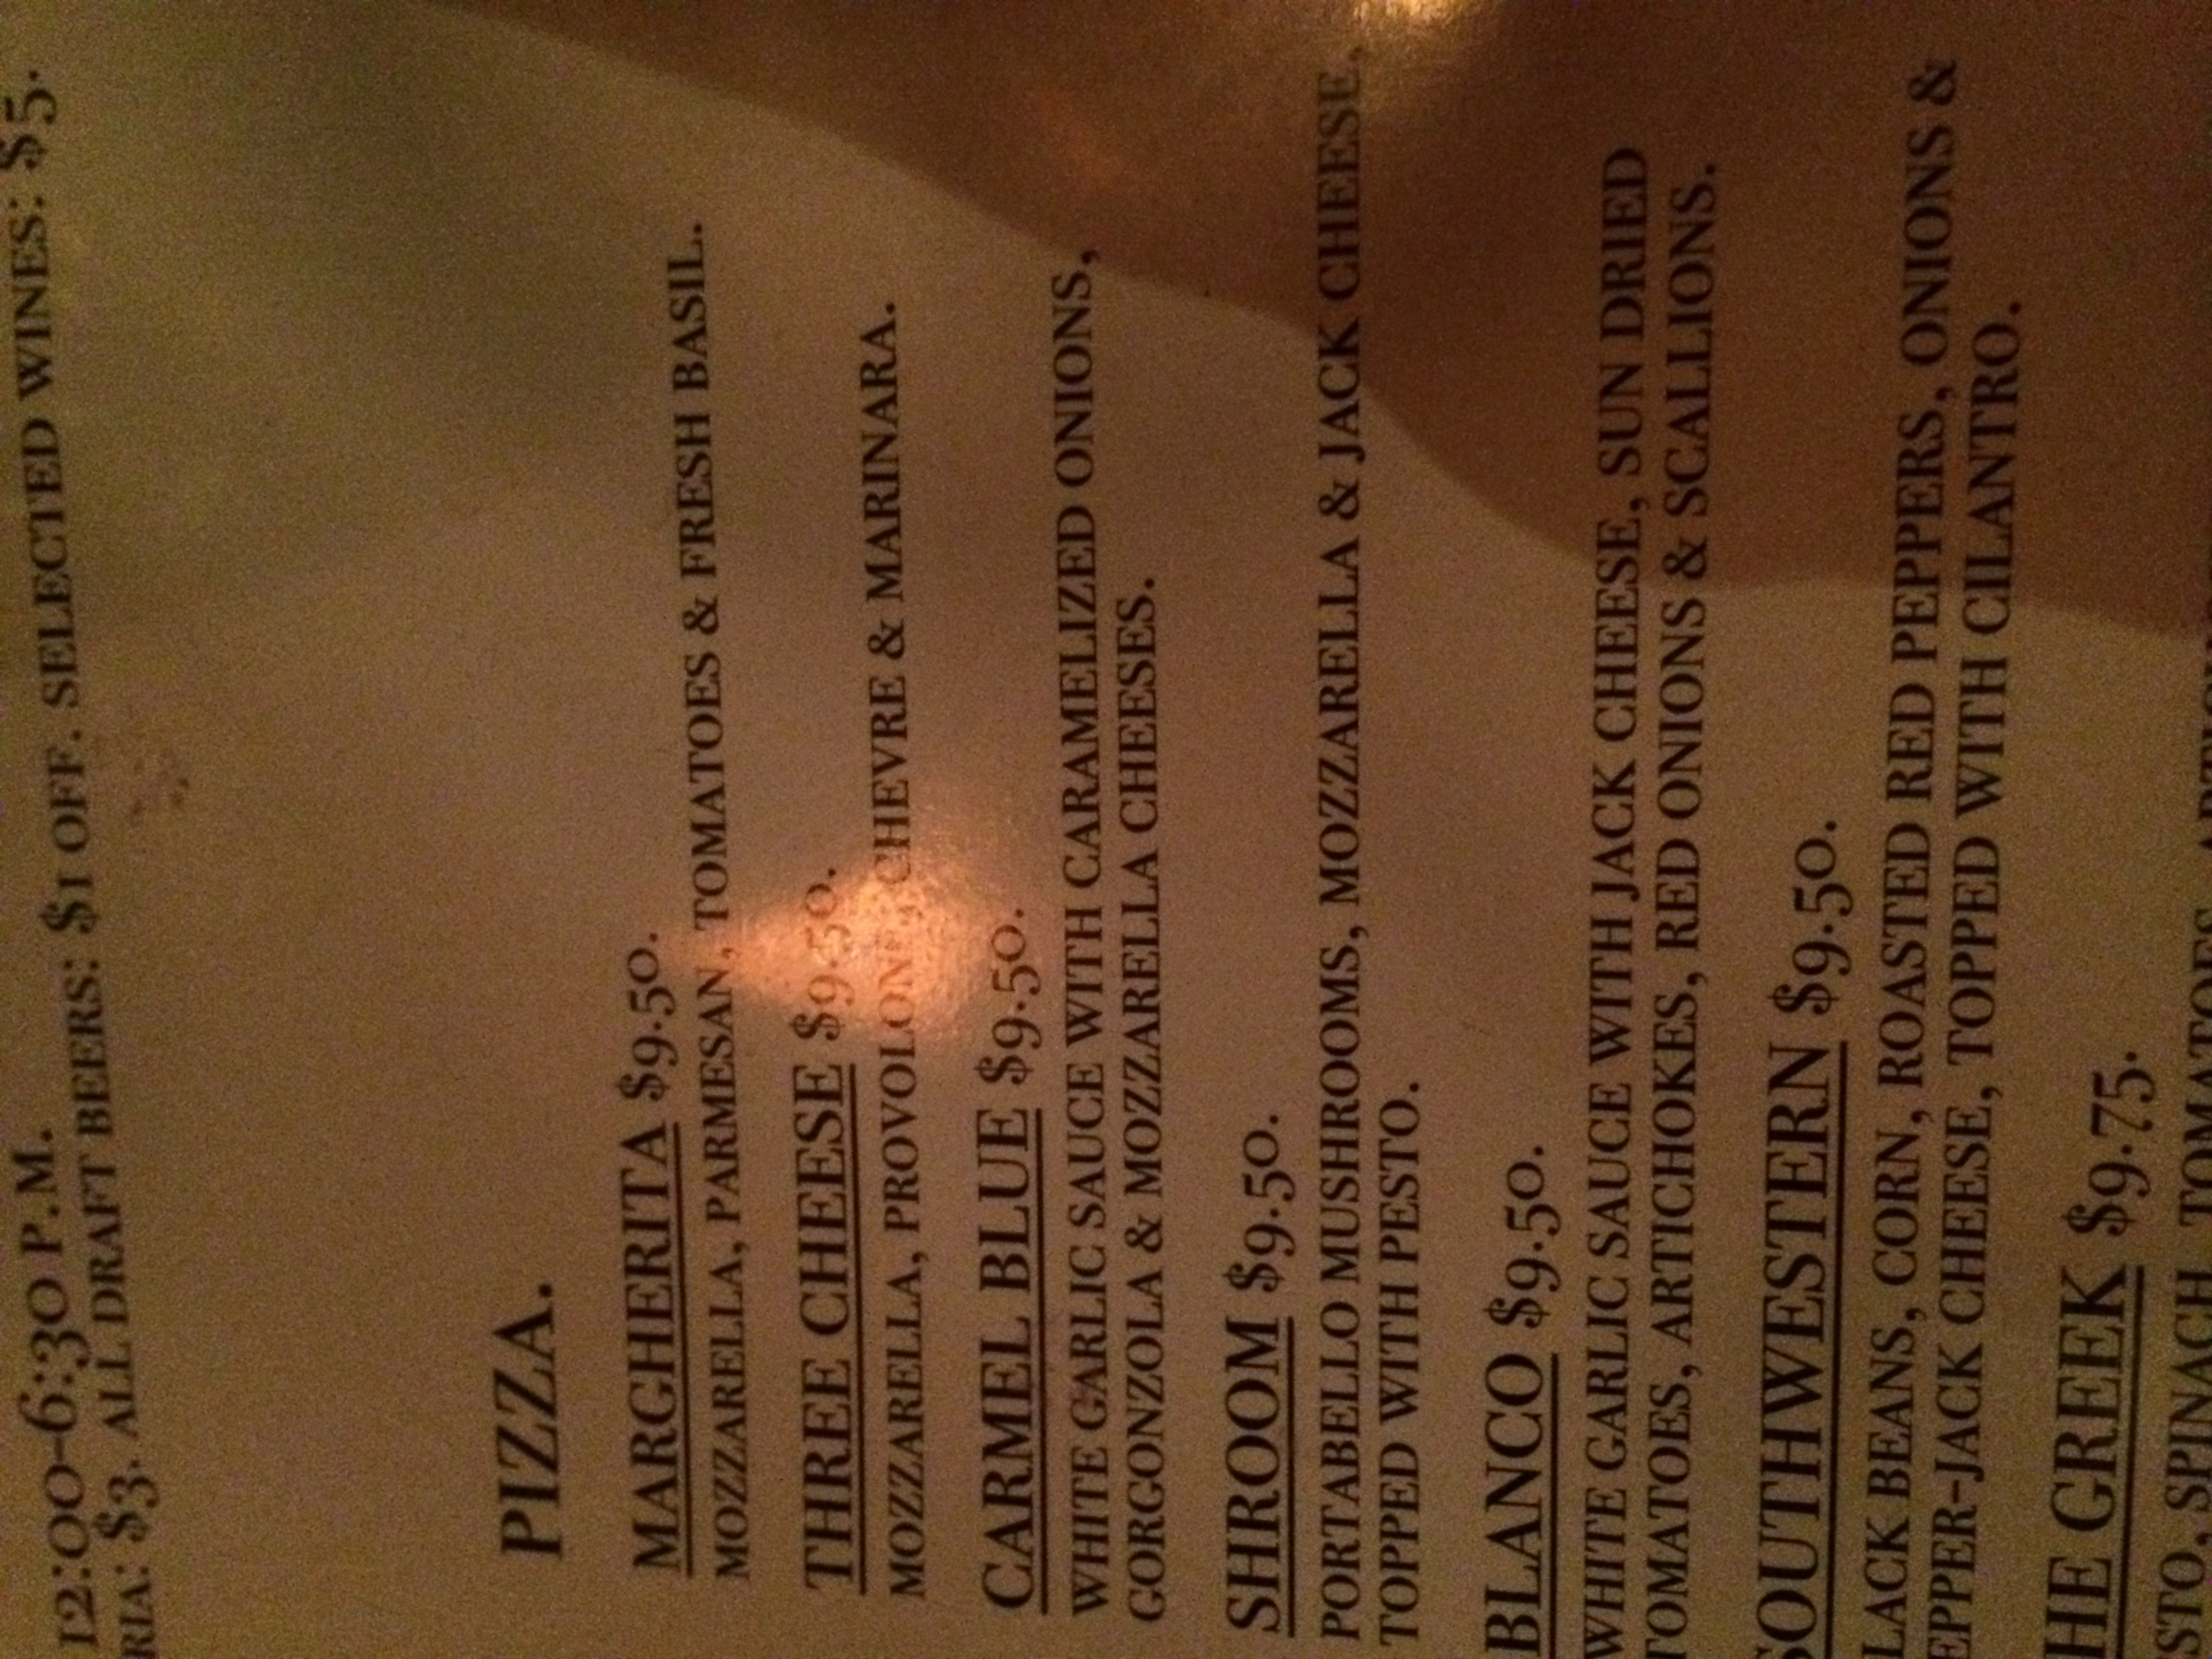 12:00-6:30 P.M.
RIA: $3. ALL DRAFT BEERS: $1 OFF. SELECTED WINES: $5.
PIZZA.
MARGHERITA $9.50.
MOZZARELLA, PARMESAN, TOMATOES & FRESH BASIL.
THREE CHEESE $9.50.
MOZZARELLA, PROVOLONE, CHEVRE & MARINARA.
CARMEL BLUE $9.50.
WHITE GARLIC SAUCE WITH CARAMELIZED ONIONS,
GORGONZOLA & MOZZARELLA CHEESES.
SHROOM $9.50.
PORTABELLO MUSHROOMS, MOZZARELLA & JACK CHEESE,
TOPPED WITH PESTO.
BLANCO $9.50.
WHITE GARLIC SAUCE WITH JACK CHEESE, SUN DRIED
TOMATOES, ARTICHOKES, RED ONIONS & SCALLIONS.
SOUTHWESTERN $9.50.
LACK BEANS, CORN, ROASTED RED PEPPERS, ONIONS &
EPPER-JACK CHEESE, TOPPED WITH CILANTRO.
HE GREEK $9.75.
STO, SPINACH, TOMATOES,